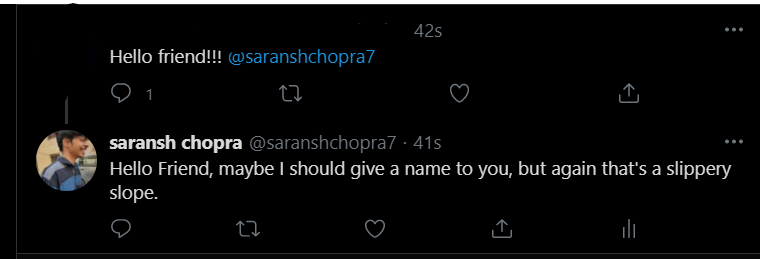 42s
Hello friend!!! @saranshchopra7
1
saransh chopra @saranshchopra7 · 41s
Hello Friend, maybe I should give a name to you, but again that's a slippery
slope.